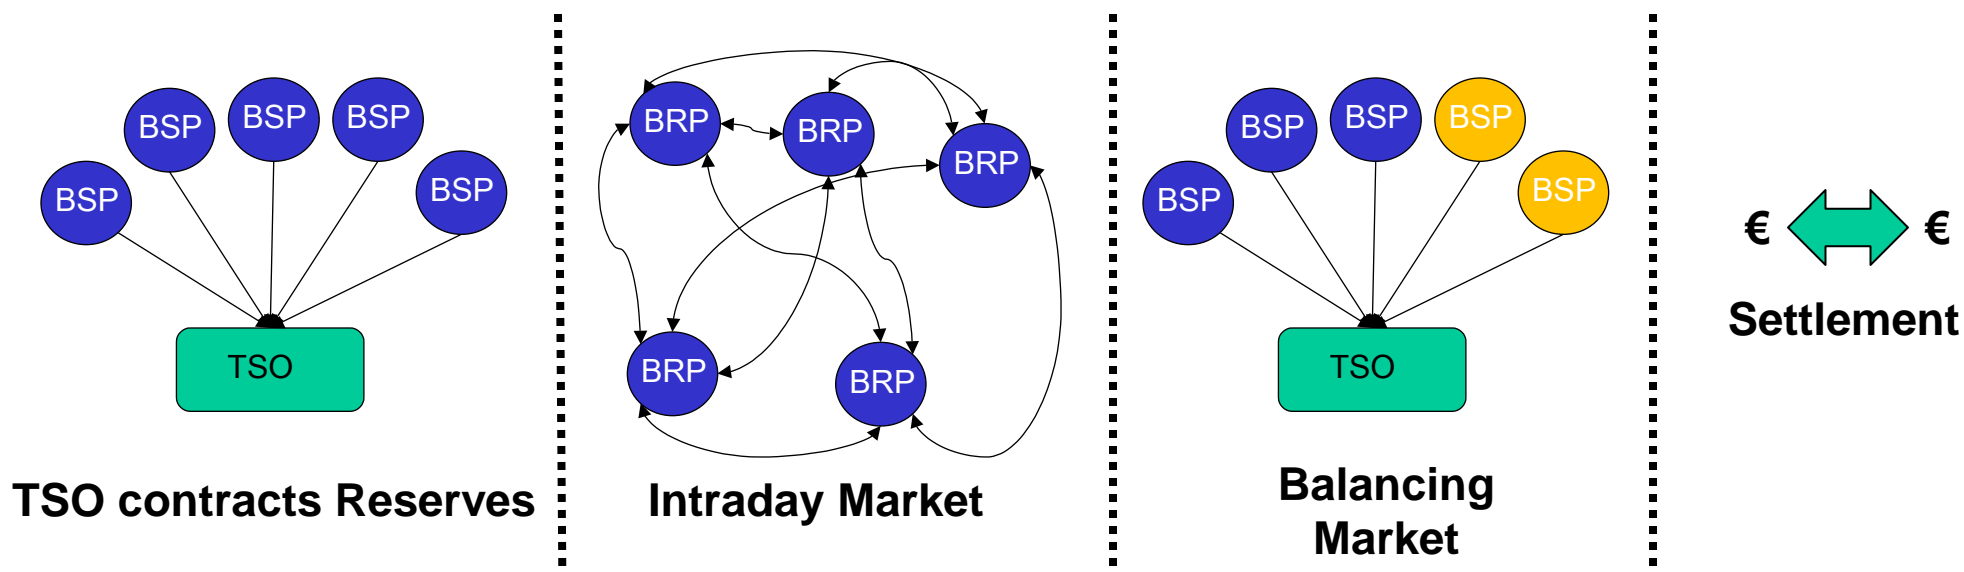 BSP
BSP
BSP
BSP
BSP
TSO
TSO contracts Reserves
BRP
BRP
BRP
BRP
BRP
Intraday Market
BSP
BSP
BSP
BSP
BSP
TSO
Balancing
Market
€ €
Settlement